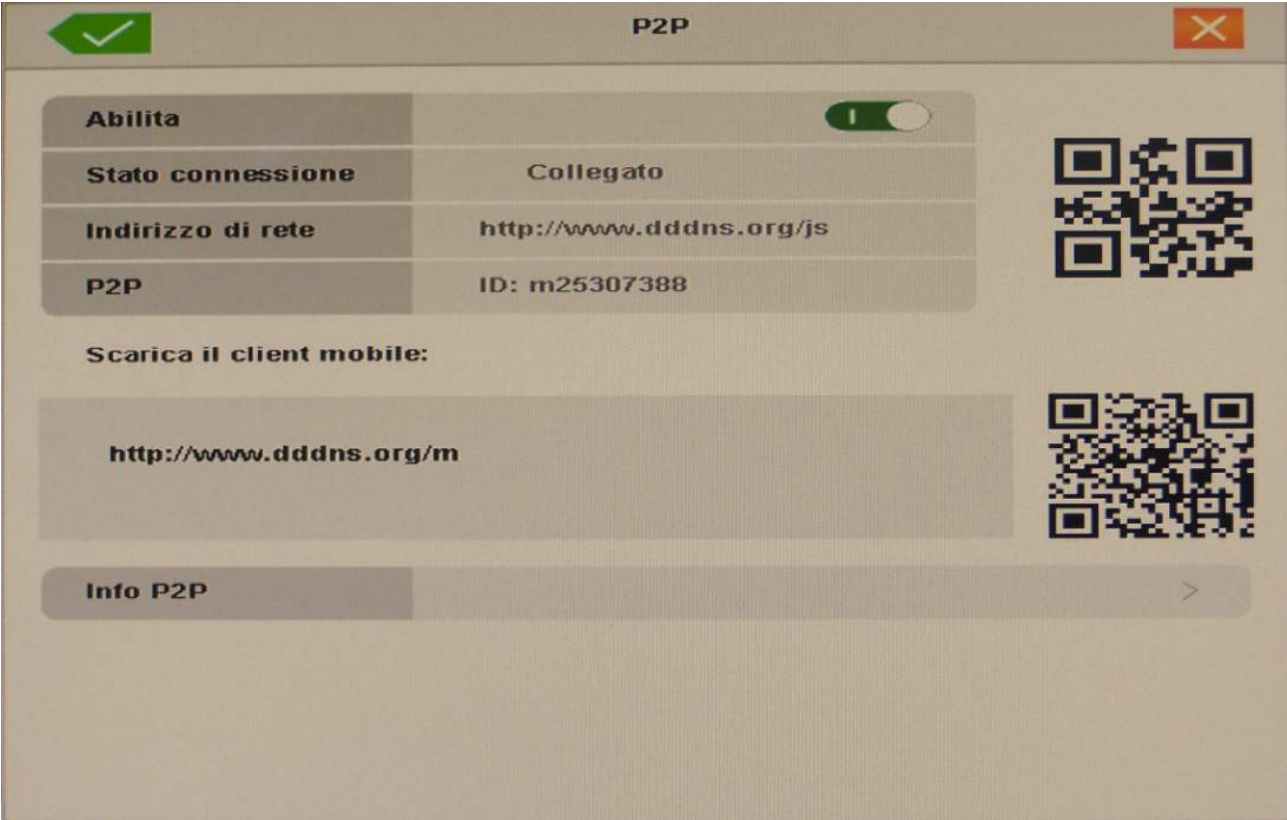 P2P
Abilita
Stato connessione Collegato
Indirizzo di rete http://www.dddns.org/js
P2P ID: m25307388
Scarica il client mobile:
http://www.dddns.org/m
Info P2P >